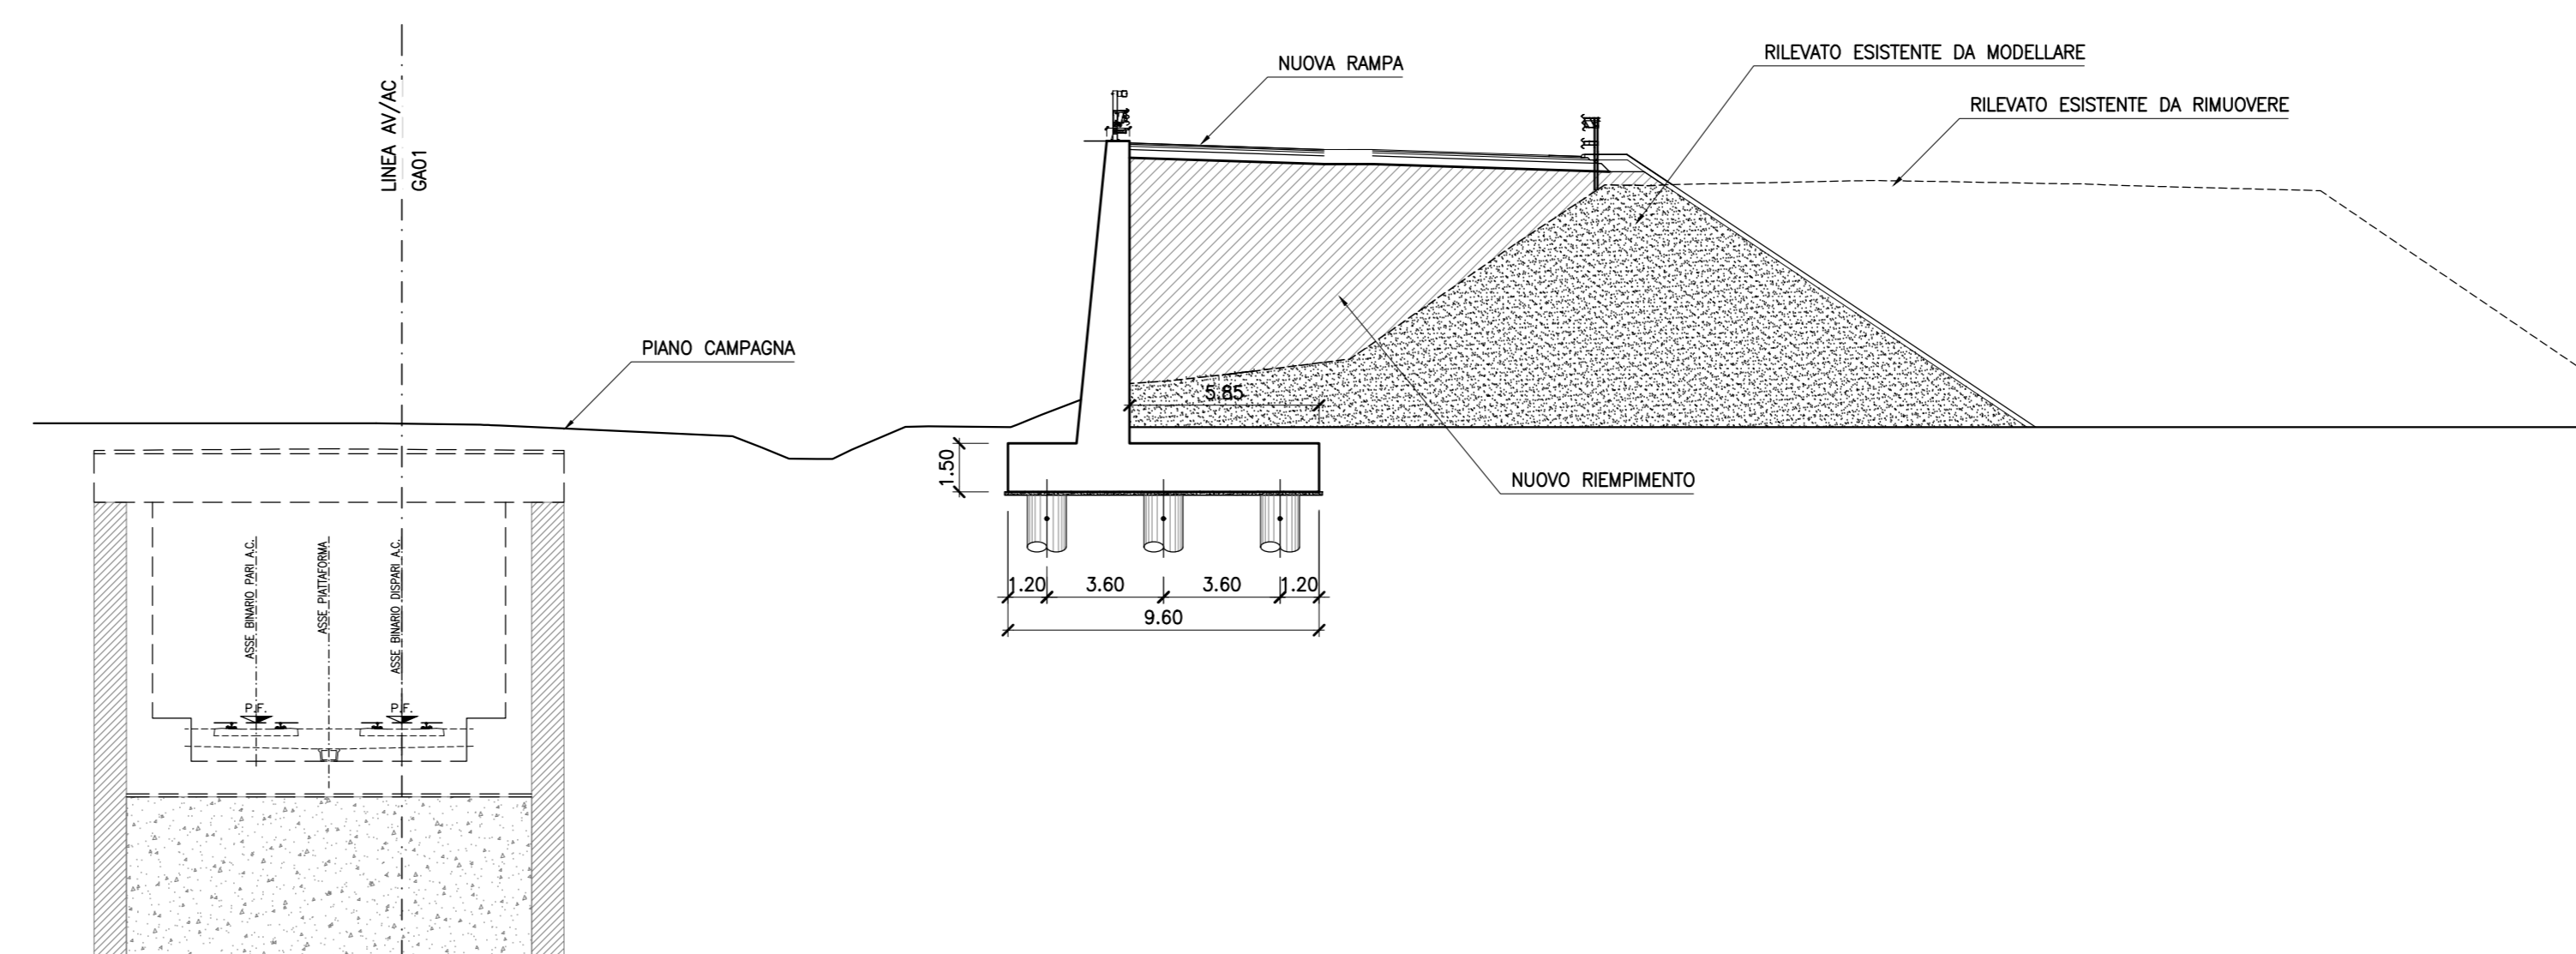 NUOVA RAMPA
RILEVATO ESISTENTE DA MODELLARE
RILEVATO ESISTENTE DA RIMUOVERE
LINEA AV/AC
GA01
PIANO CAMPAGNA
5.85
1.50
NUOVO RIEMPIMENTO
ASSE BINARIO PARI A.C.
ASSE PIATTAFORMA
ASSE BINARIO DISPARI A.C.
1.20
3.60
3.60
1.20
9.60
P.F.
P.F.